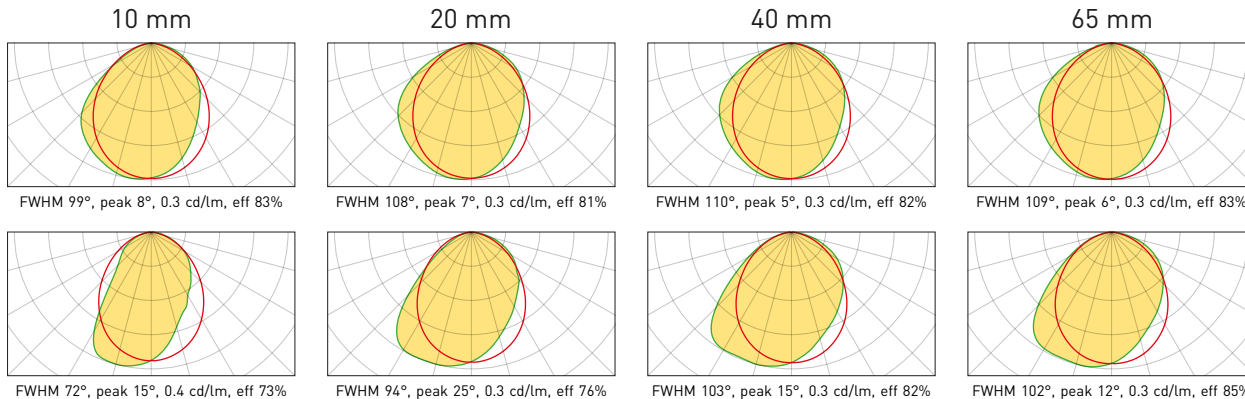 10 mm
20 mm
40 mm
65 mm
FWHM 99°, peak 8°, 0.3 cd/lm, eff 83%
FWHM 108°, peak 7°, 0.3 cd/lm, eff 81%
FWHM 110°, peak 5°, 0.3 cd/lm, eff 82%
FWHM 109°, peak 6°, 0.3 cd/lm, eff 83%
FWHM 72°, peak 15°, 0.4 cd/lm, eff 73%
FWHM 94°, peak 25°, 0.3 cd/lm, eff 76%
FWHM 103°, peak 15°, 0.3 cd/lm, eff 82%
FWHM 102°, peak 12°, 0.3 cd/lm, eff 85%